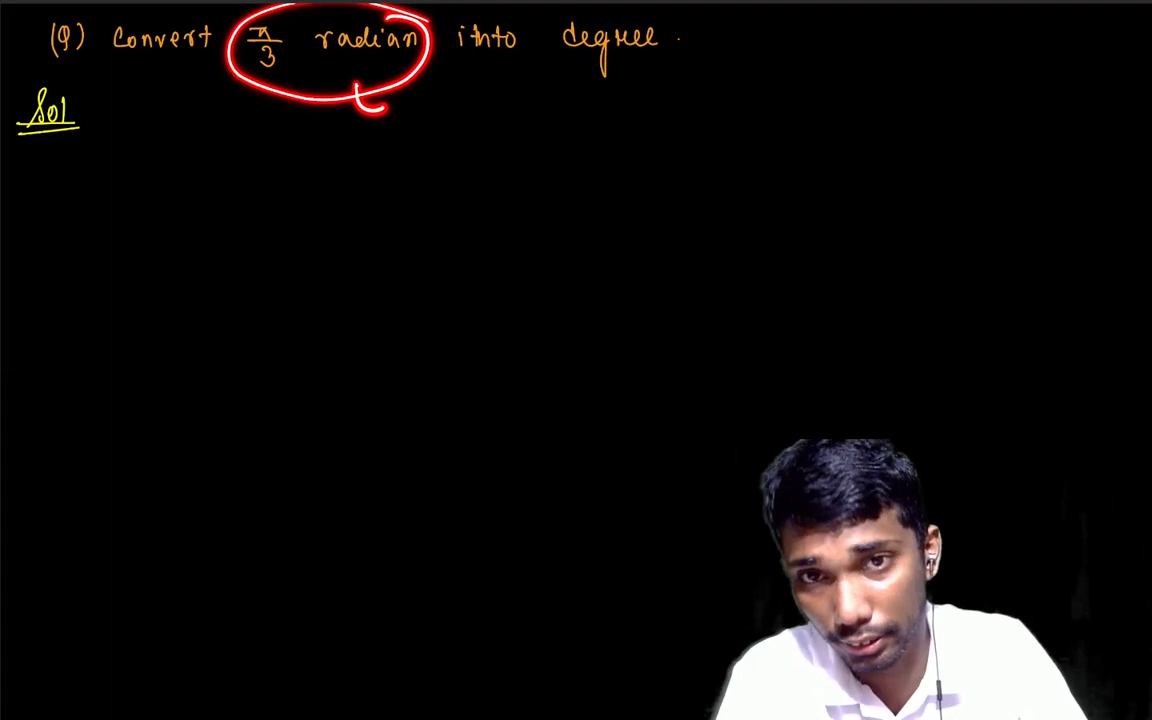 (Q) Convert π/3 radian into degree.
Sol